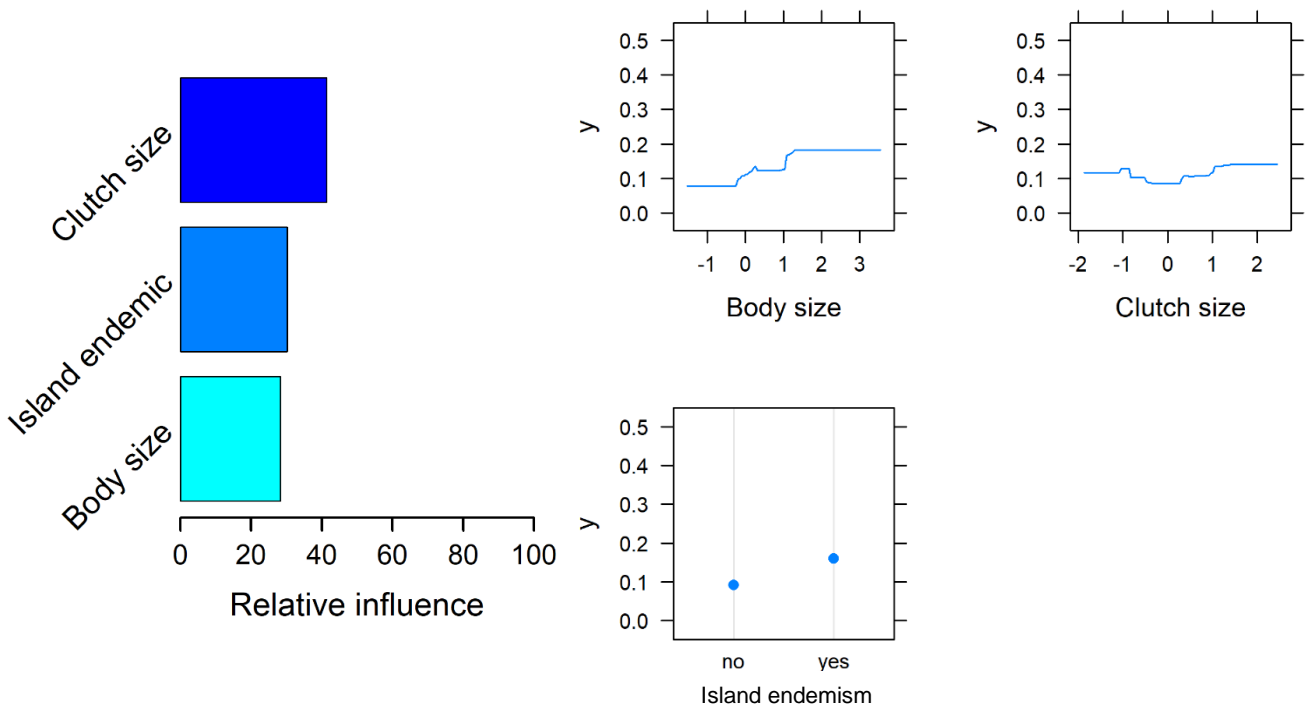 Clutch size
Island endemic
Body size
0 20 40 60 80 100
Relative influence
y
0.5
0.4
0.3
0.2
0.1
0.0
-1 0 1 2 3
Body size
y
0.5
0.4
0.3
0.2
0.1
0.0
-2 -1 0 1 2
Clutch size
y
0.5
0.4
0.3
0.2
0.1
0.0
no yes
Island endemism